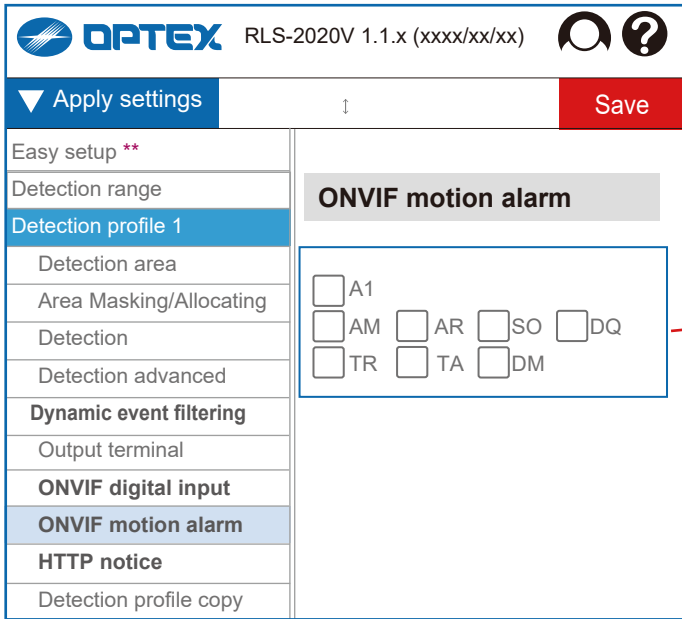 OPTEX RLS-2020V 1.1.x (xxxx/xx/xx) ?
▼ Apply settings ↕ Save
Easy setup **
Detection range
Detection profile 1
Detection area
Area Masking/Allocating
Detection
Detection advanced
Dynamic event filtering
Output terminal
ONVIF digital input
ONVIF motion alarm
HTTP notice
Detection profile copy
ONVIF motion alarm
A1
AM AR SO DQ
TR TA DM